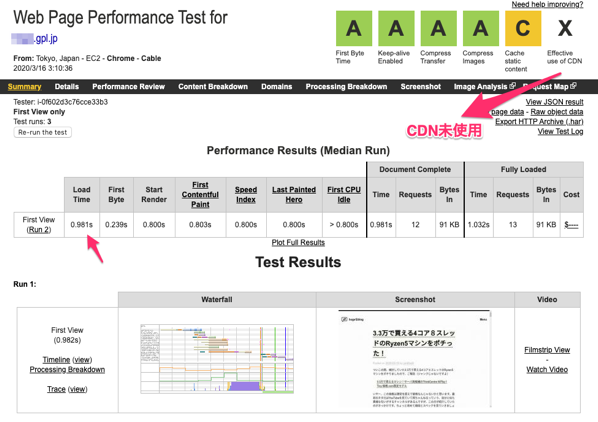 Need help improving?
Web Page Performance Test for
.gpl.jp
From: Tokyo, Japan - EC2 - Chrome - Cable
2020/3/16 3:10:36
A A A A C X
First Byte Time
Keep-alive Enabled
Compress Transfer
Compress Images
Cache static content
Effective use of CDN
Summary Details Performance Review Content Breakdown Domains Processing Breakdown Screenshot Image Analysis Request Map
Tester: i-0f602d3c76cce33b3
First View only
Test runs: 3
Re-run the test
View JSON result
page data - Raw object data
Export HTTP Archive (.har)
View Test Log
CDN未使用
Performance Results (Median Run)
Document Complete Fully Loaded
Load Time First Byte Start Render First Contentful Paint Speed Index Last Painted Hero First CPU Idle Time Requests Bytes In Time Requests Bytes In Cost
First View (Run 2) 0.981s 0.239s 0.800s 0.803s 0.800s 0.800s > 0.800s 0.981s 12 91 KB 1.032s 13 91 KB $----
Plot Full Results
Test Results
Run 1:
Waterfall Screenshot Video
First View
(0.982s)
Timeline (view)
Processing Breakdown
Trace (view)
3.3万で買える4コア8スレッ
ドのRyzen5マシンをポチっ
た！
Filmstrip View
-
Watch Video